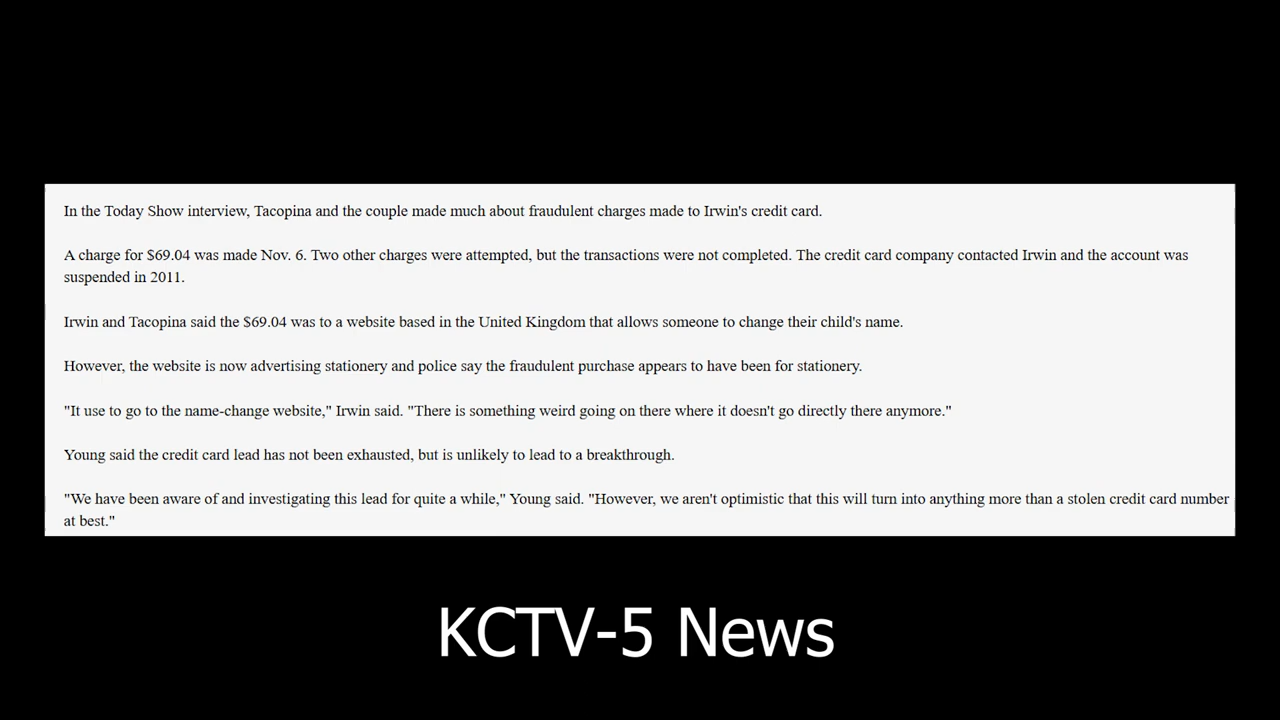 In the Today Show interview, Tacopina and the couple made much about fraudulent charges made to Irwin's credit card.
A charge for $69.04 was made Nov. 6. Two other charges were attempted, but the transactions were not completed. The credit card company contacted Irwin and the account was
suspended in 2011.
Irwin and Tacopina said the $69.04 was to a website based in the United Kingdom that allows someone to change their child's name.
However, the website is now advertising stationery and police say the fraudulent purchase appears to have been for stationery.
"It use to go to the name-change website," Irwin said. "There is something weird going on there where it doesn't go directly there anymore."
Young said the credit card lead has not been exhausted, but is unlikely to lead to a breakthrough.
"We have been aware of and investigating this lead for quite a while," Young said. "However, we aren't optimistic that this will turn into anything more than a stolen credit card number
at best."
KCTV-5 News